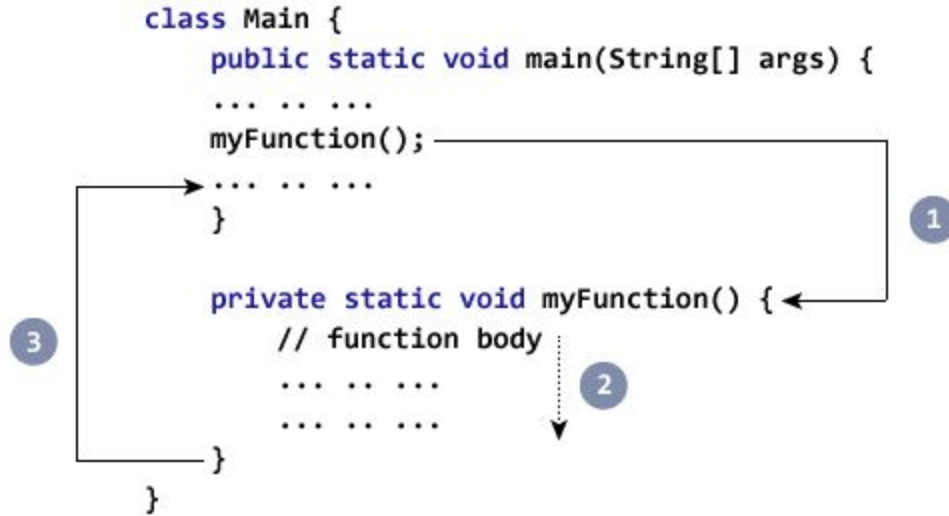 class Main {
public static void main(String[] args) {
... .. ...
myFunction();
... .. ...
}
1
private static void myFunction() {
// function body
3
... .. ...
2
... .. ...
}
}